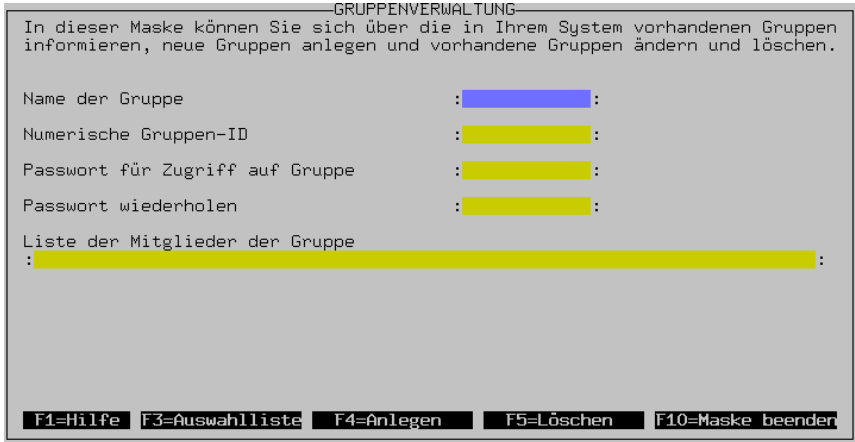 GRUPPENVERWALTUNG
In dieser Maske können Sie sich über die in Ihrem System vorhandenen Gruppen
informieren, neue Gruppen anlegen und vorhandene Gruppen ändern und löschen.
Name der Gruppe : :
Numerische Gruppen-ID : :
Passwort für Zugriff auf Gruppe : :
Passwort wiederholen : :
Liste der Mitglieder der Gruppe
: :
F1=Hilfe F3=Auswahlliste F4=Anlegen F5=Löschen F10=Maske beenden